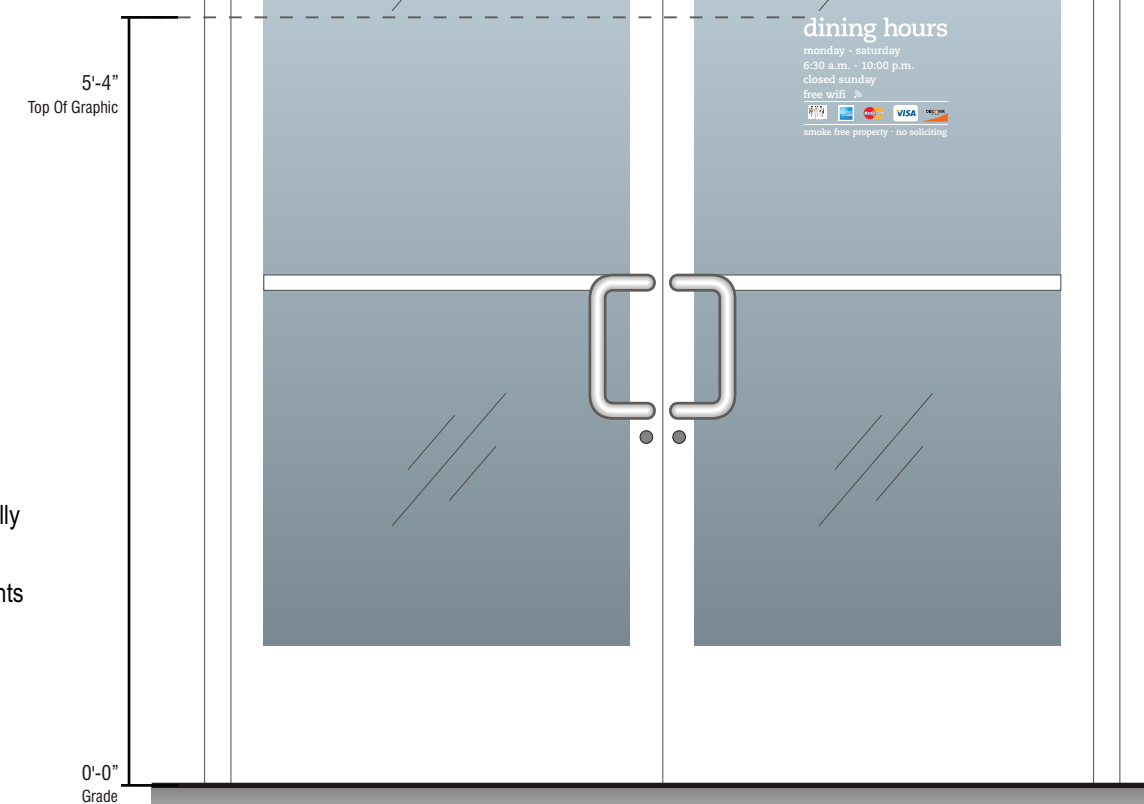 dining hours
monday - saturday
6:30 a.m. - 10:00 p.m.
closed sunday
free wifi
VISA
DISCOVER
smoke free property · no soliciting
5'-4"
Top Of Graphic
lly
nts
0'-0"
Grade